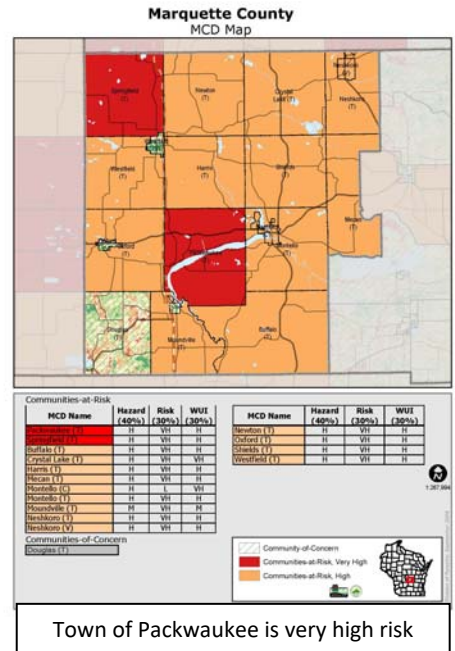 Marquette County
MCD Map
Springfield (T)
Newton (T)
Crystal Lake (T)
Neshkoro (T)
Westfield (T)
Harris (T)
Shields (T)
Mecan (T)
Oxford (T)
Montello (T)
Douglas (T)
Moundville (T)
Buffalo (T)
Communities-at-Risk
MCD Name Hazard (40%) Risk (30%) WUI (30%)
Packwaukee (T) H VH H
Springfield (T) H VH H
Buffalo (T) H VH H
Crystal Lake (T) H VH VH
Harris (T) H VH H
Mecan (T) H VH H
Montello (C) H L VH
Montello (T) H VH H
Moundville (T) M VH M
Neshkoro (T) H VH H
Neshkoro (V) H VH H
Communities-of-Concern
Douglas (T)
MCD Name Hazard (40%) Risk (30%) WUI (30%)
Newton (T) H VH H
Oxford (T) H VH H
Shields (T) H VH H
Westfield (T) H VH H
1:287,994
Community-of-Concern
Communities-at-Risk, Very High
Communities-at-Risk, High
Town of Packwaukee is very high risk